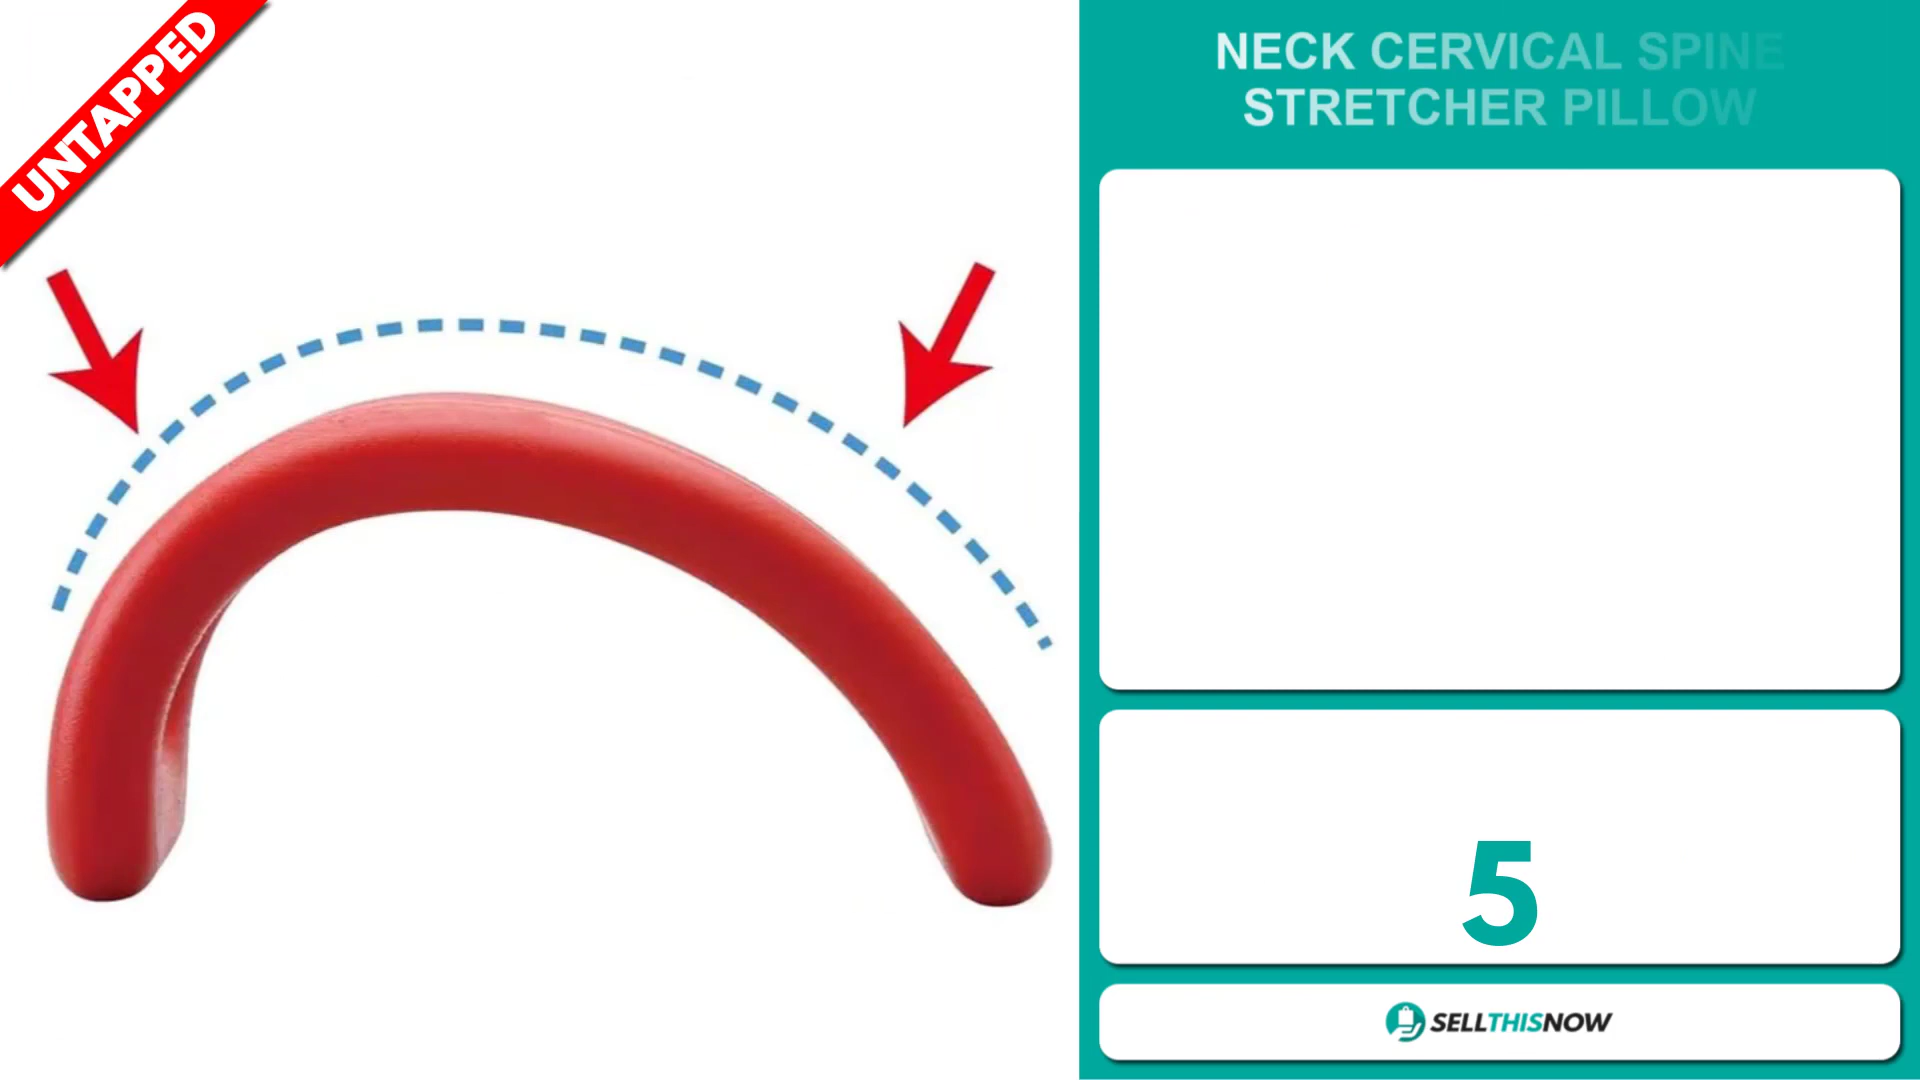 UNTAPPED
NECK CERVICAL SPINE
STRETCHER PILLOW
5
SELLTHISNOW